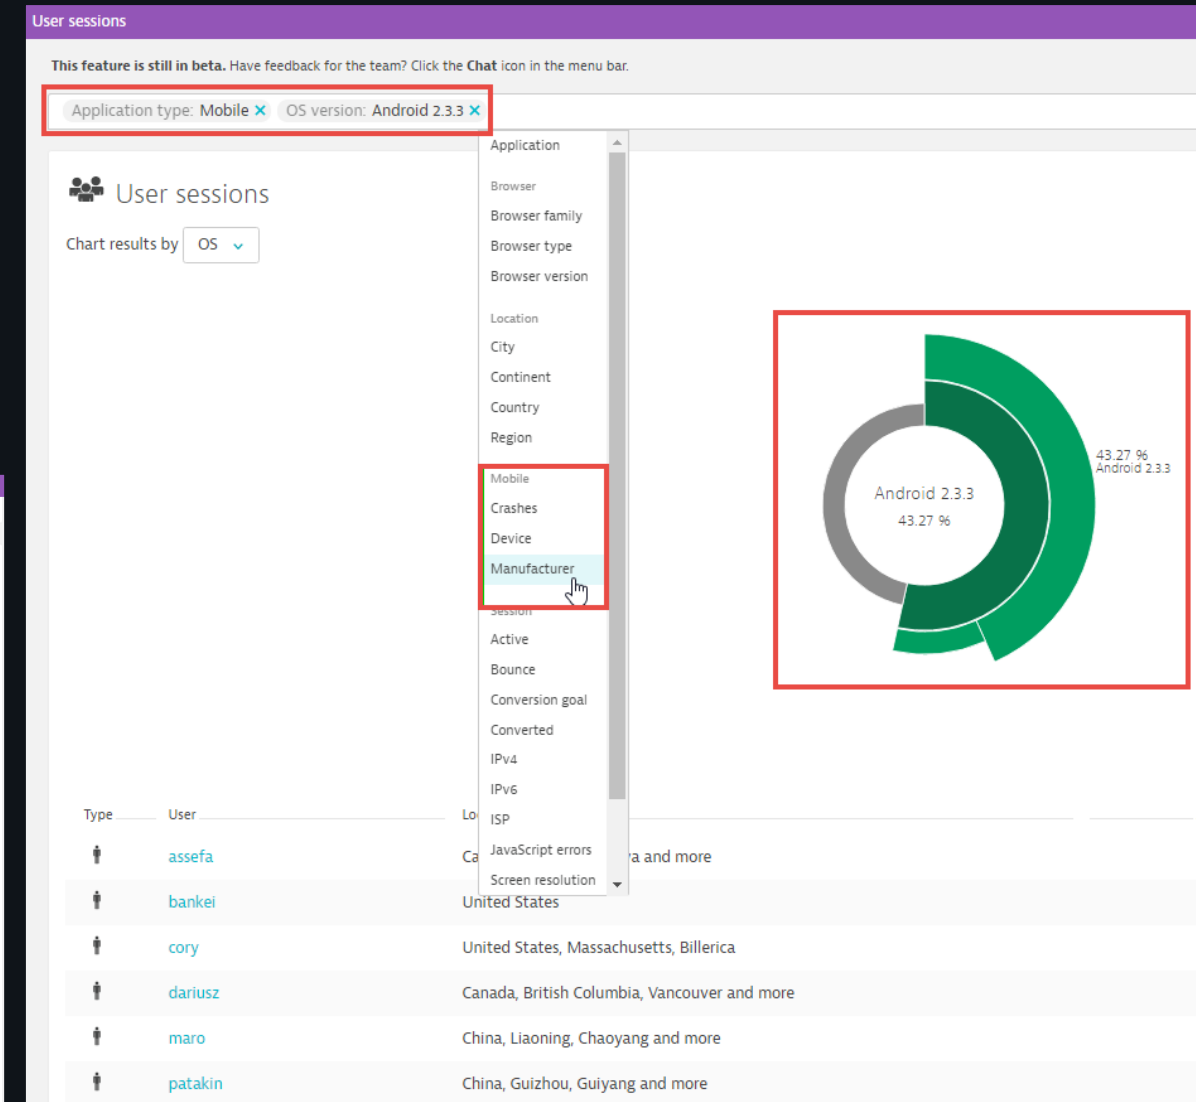 User sessions
This feature is still in beta. Have feedback for the team? Click the Chat icon in the menu bar.
Application type: Mobile ✕ OS version: Android 2.3.3 ✕
Application
Browser
Browser family
Browser type
Browser version
Location
City
Continent
Country
Region
Mobile
Crashes
Device
Manufacturer
Session
Active
Bounce
Conversion goal
Converted
IPv4
IPv6
ISP
JavaScript errors
Screen resolution
User sessions
Chart results by OS
Android 2.3.3
43.27 %
43.27 %
Android 2.3.3
Type User Lo
assefa Ca a and more
bankei United States
cory United States, Massachusetts, Billerica
dariusz Canada, British Columbia, Vancouver and more
maro China, Liaoning, Chaoyang and more
patakin China, Guizhou, Guiyang and more